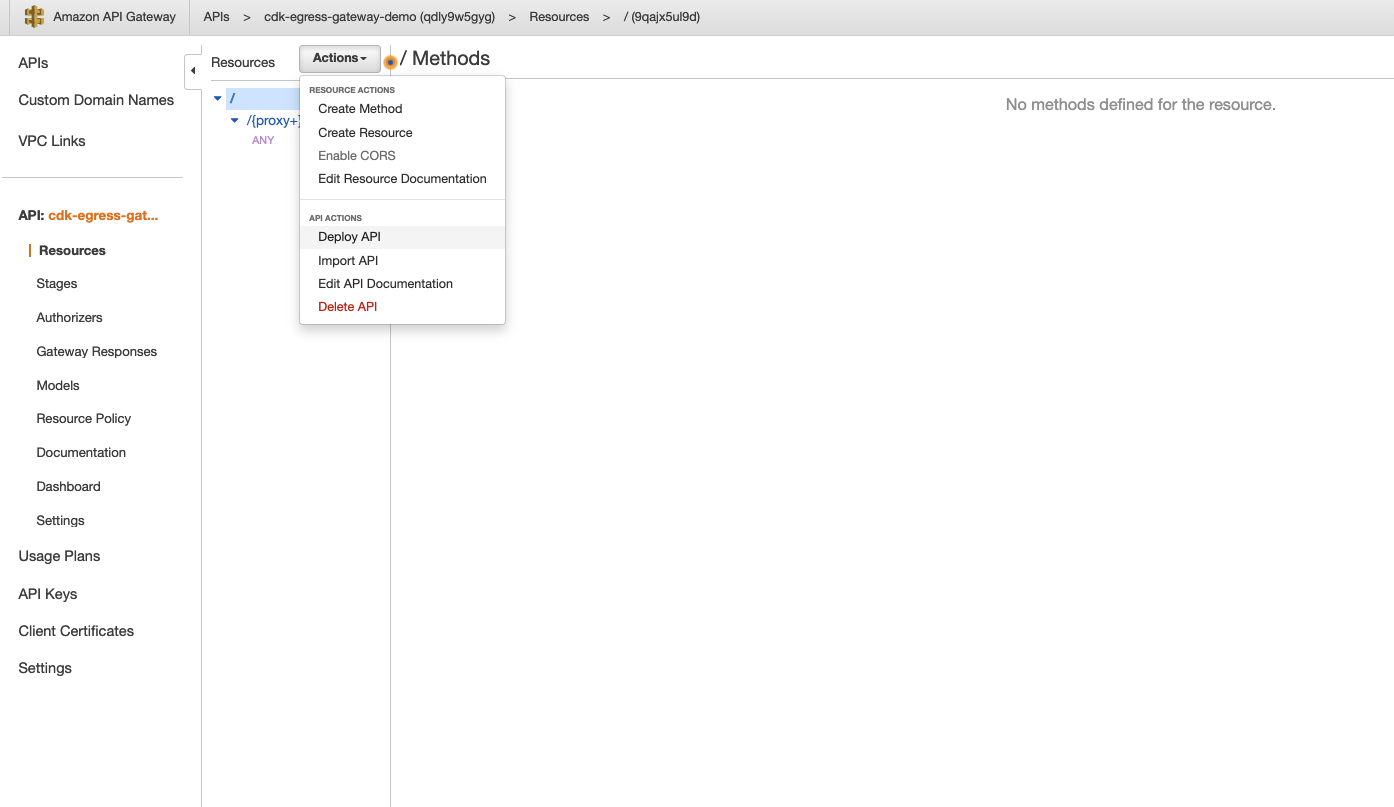 Amazon API Gateway
APIs > cdk-egress-gateway-demo (qdly9w5gyg) > Resources > / (9qajx5ul9d)
APIs
Custom Domain Names
VPC Links
API: cdk-egress-gat...
Resources
Stages
Authorizers
Gateway Responses
Models
Resource Policy
Documentation
Dashboard
Settings
Usage Plans
API Keys
Client Certificates
Settings
Resources
Actions
/
/{proxy+}
ANY
RESOURCE ACTIONS
Create Method
Create Resource
Enable CORS
Edit Resource Documentation
API ACTIONS
Deploy API
Import API
Edit API Documentation
Delete API
/ Methods
No methods defined for the resource.